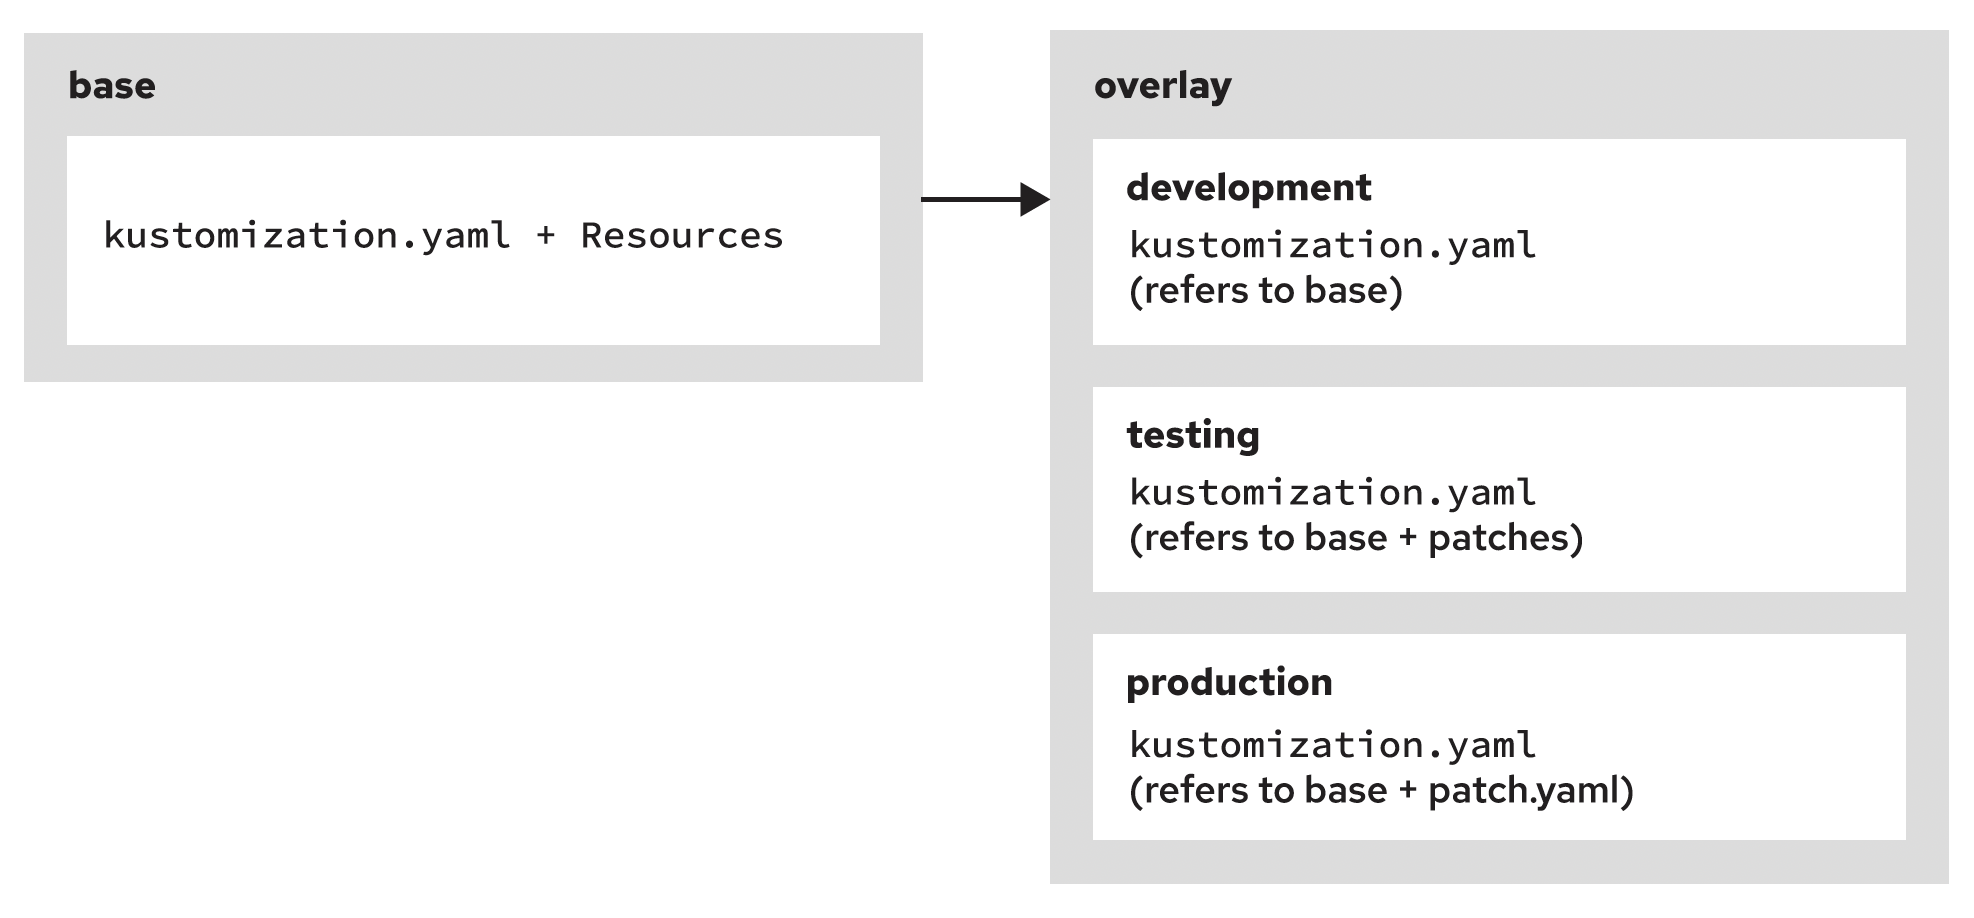 base
kustomization.yaml + Resources
overlay
development
kustomization.yaml
(refers to base)
testing
kustomization.yaml
(refers to base + patches)
production
kustomization.yaml
(refers to base + patch.yaml)